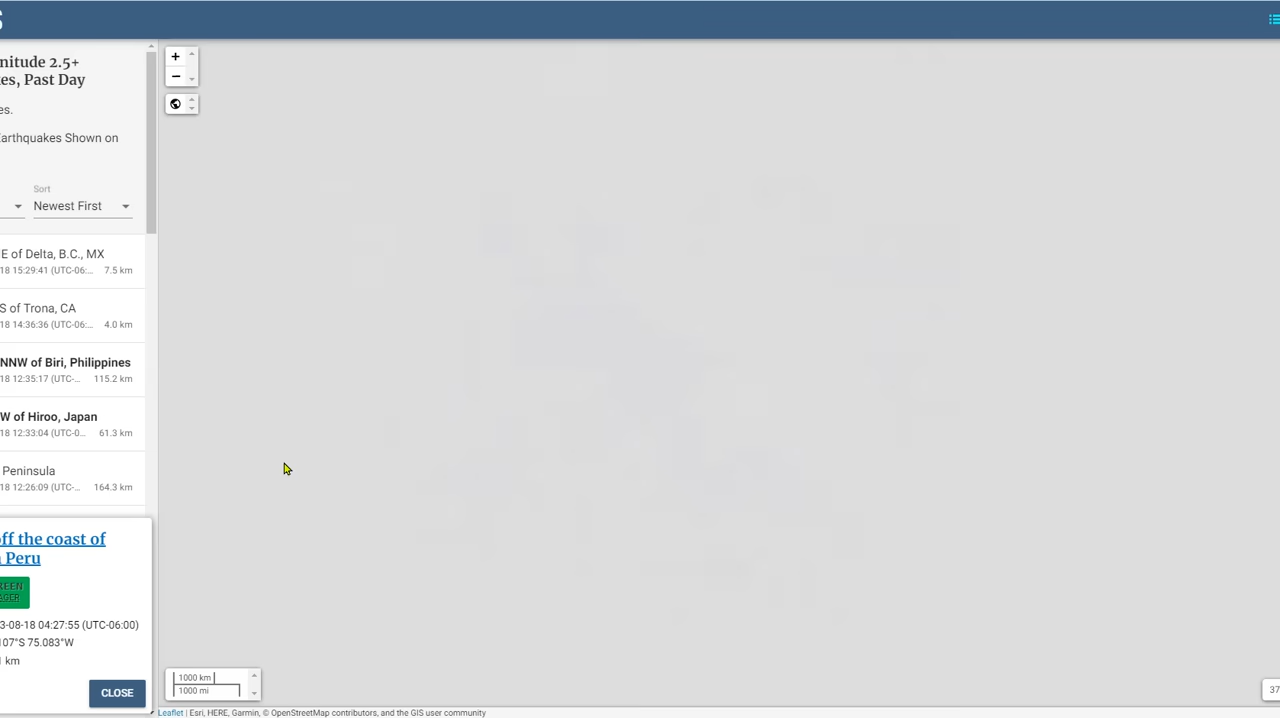 S
nitude 2.5+
es, Past Day
es.
Earthquakes Shown on
Sort
Newest First
E of Delta, B.C., MX
18 15:29:41 (UTC-06:... 7.5 km
S of Trona, CA
18 14:36:36 (UTC-06:... 4.0 km
NNW of Biri, Philippines
18 12:35:17 (UTC-... 115.2 km
W of Hiroo, Japan
18 12:33:04 (UTC-0... 61.3 km
Peninsula
18 12:26:09 (UTC-... 164.3 km
off the coast of
Peru
REEN
AGER
3-08-18 04:27:55 (UTC-06:00)
107°S 75.083°W
km
CLOSE
+
−
1000 km
1000 mi
Leaflet | Esri, HERE, Garmin, © OpenStreetMap contributors, and the GIS user community
37